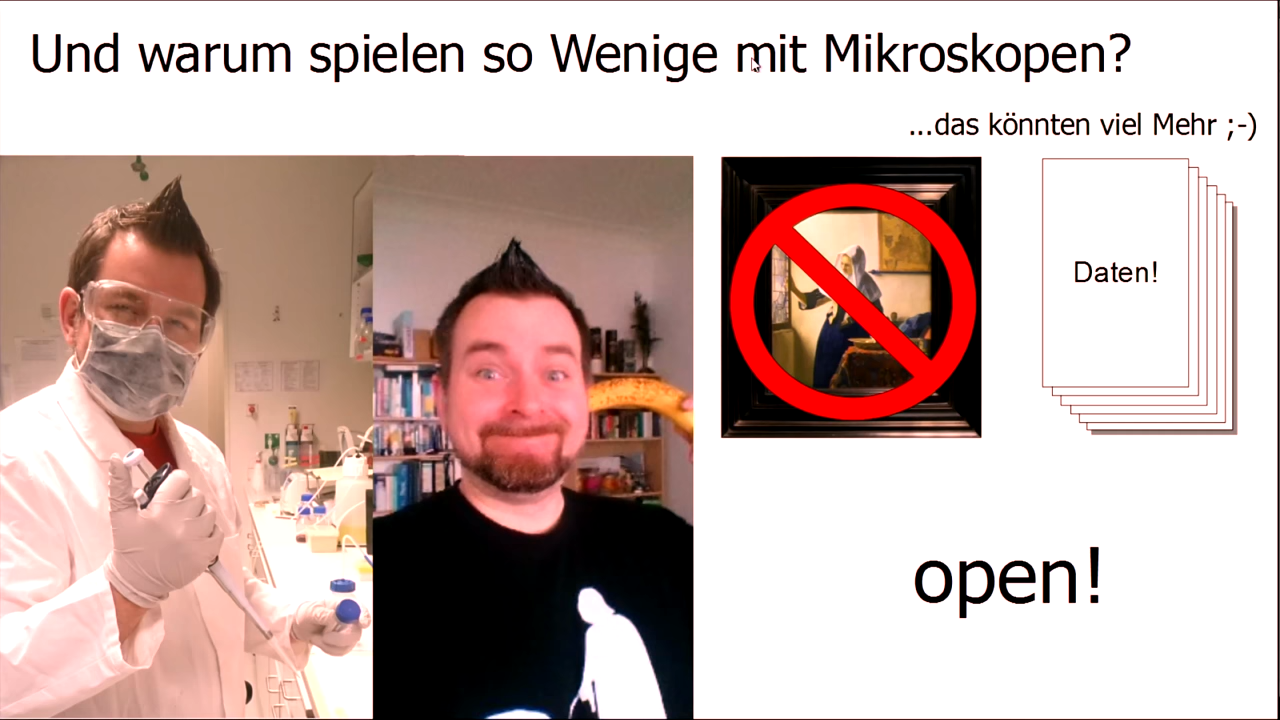 Und warum spielen so Wenige mit Mikroskopen?
...das könnten viel Mehr ;-)
Daten!
open!